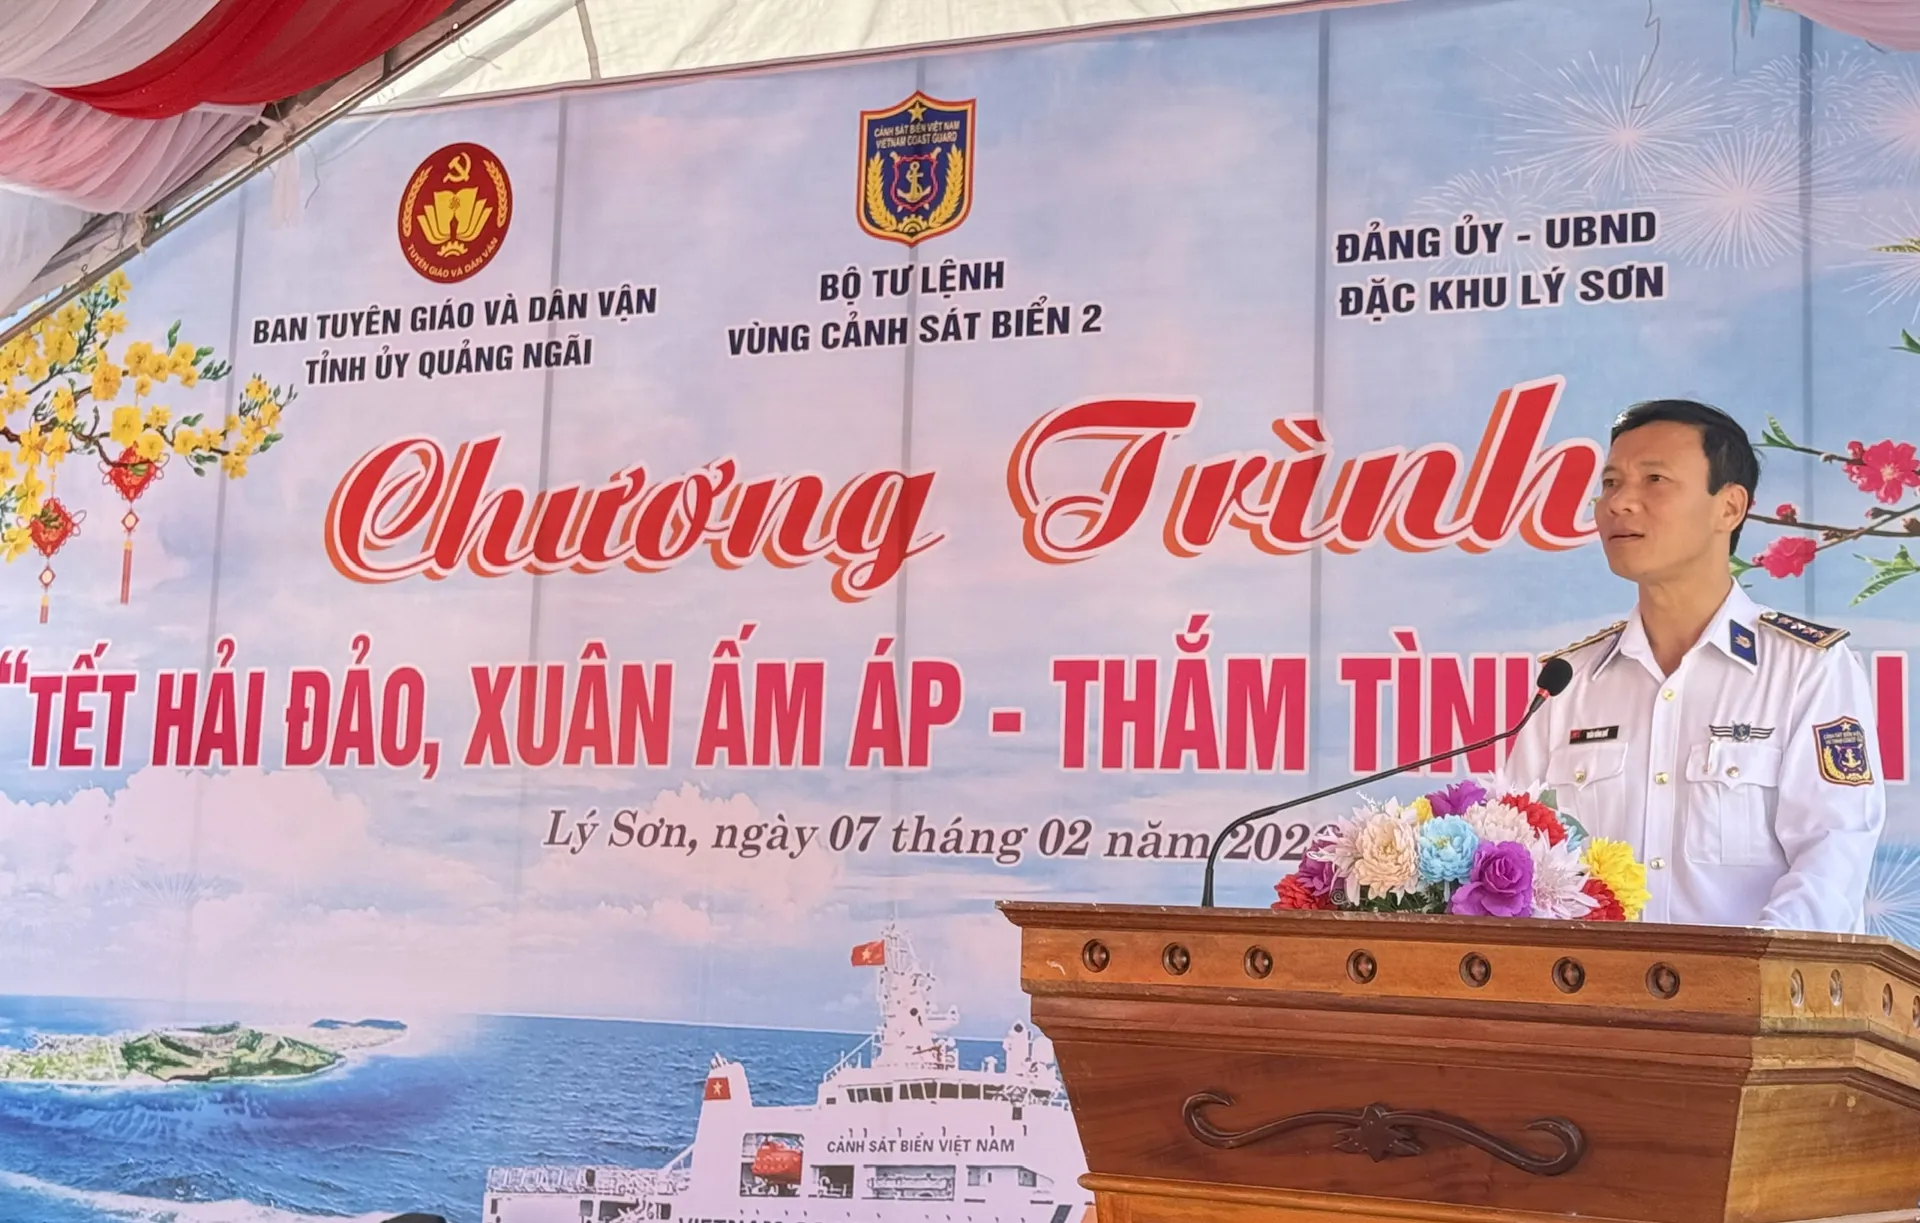 TUYÊN GIÁO VÀ DÂN VẬN
BAN TUYÊN GIÁO VÀ DÂN VẬN
TỈNH ỦY QUẢNG NGÃI
CẢNH SÁT BIỂN VIỆT NAM
VIETNAM COAST GUARD
BỘ TƯ LỆNH
VÙNG CẢNH SÁT BIỂN 2
ĐẢNG ỦY - UBND
ĐẶC KHU LÝ SƠN
Chương Trình
"TẾT HẢI ĐẢO, XUÂN ẤM ÁP - THẮM TÌNH
Lý Sơn, ngày 07 tháng 02 năm 202
CẢNH SÁT BIỂN VIỆT NAM
VIETNAM